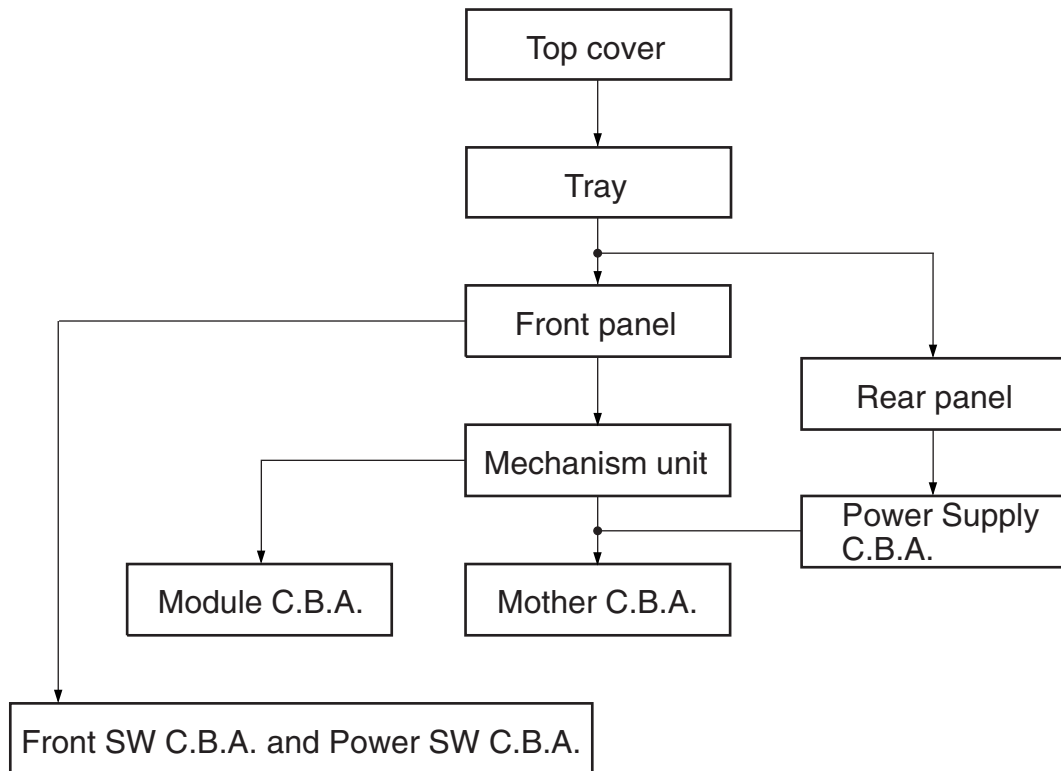 Top cover
Tray
Front panel
Rear panel
Mechanism unit
Power Supply
C.B.A.
Module C.B.A.
Mother C.B.A.
Front SW C.B.A. and Power SW C.B.A.